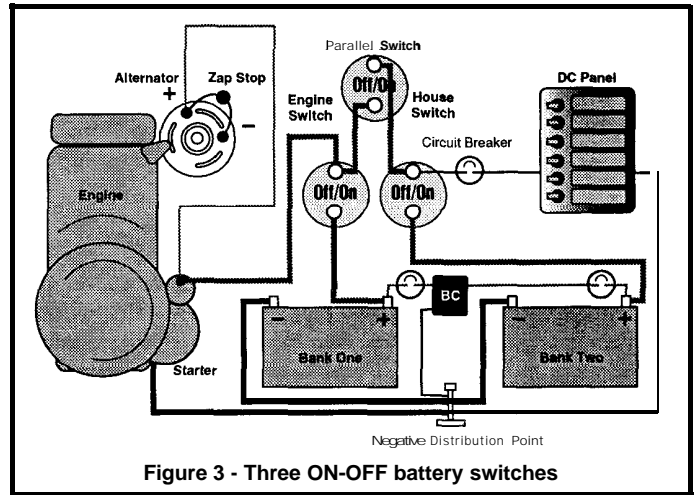 Parallel Switch
Alternator
Zap Stop
DC Panel
+
-
Off/On
Engine
Switch
House
Switch
Circuit Breaker
Engine
Off/On
Off/On
BC
-
+
-
+
Bank One
Bank Two
Starter
Negative Distribution Point
Figure 3 - Three ON-OFF battery switches